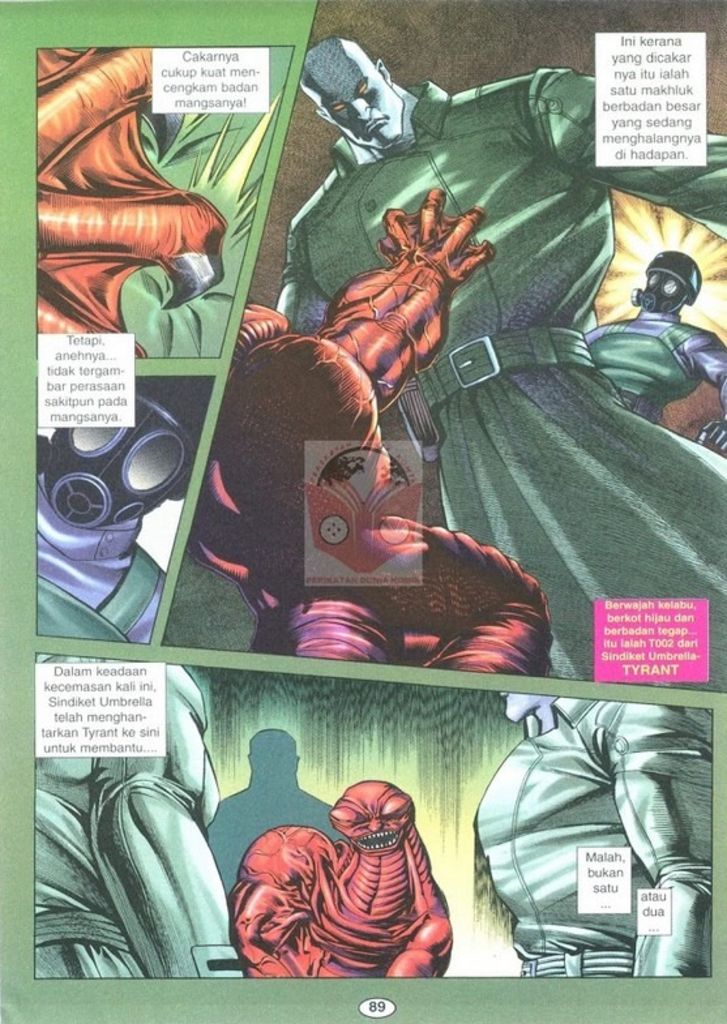 Cakarnya
cukup kuat men-
cengkam badan
mangsanya!
Ini kerana
yang dicakar
nya itu ialah
satu makhluk
berbadan besar
yang sedang
menghalangnya
di hadapan.
Tetapi,
anehnya...
tidak tergam-
bar perasaan
sakitpun pada
mangsanya.
PERIKATAN DUNIA KOMIK
Berwajah kelabu,
berkot hijau dan
berbadan tegap...
itu ialah T002 dari
Sindiket Umbrella-
TYRANT
Dalam keadaan
kecemasan kali ini,
Sindiket Umbrella
telah menghan-
tarkan Tyrant ke sini
untuk membantu....
Malah,
bukan
satu
...
atau
dua
...
89